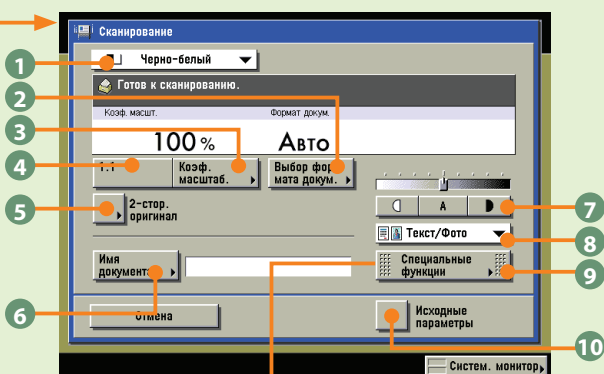 Сканирование
1
Черно-белый
Готов к сканированию.
2
Коэф. масшт.
Формат докум.
3
100 %
Авто
4
1:1
Коэф.
масштаб.
Выбор фор-
мата докум.
5
2-стор.
оригинал
A
7
Текст/Фото
8
Имя
документа
Специальные
функции
9
6
Отмена
Исходные
параметры
10
Систем. монитор